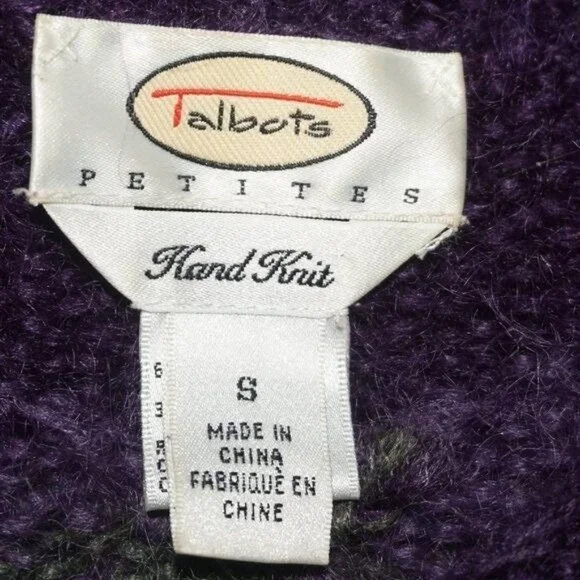 Talbots
PETITES
Hand Knit
S
MADE IN
CHINA
FABRIQUÈ EN
CHINE